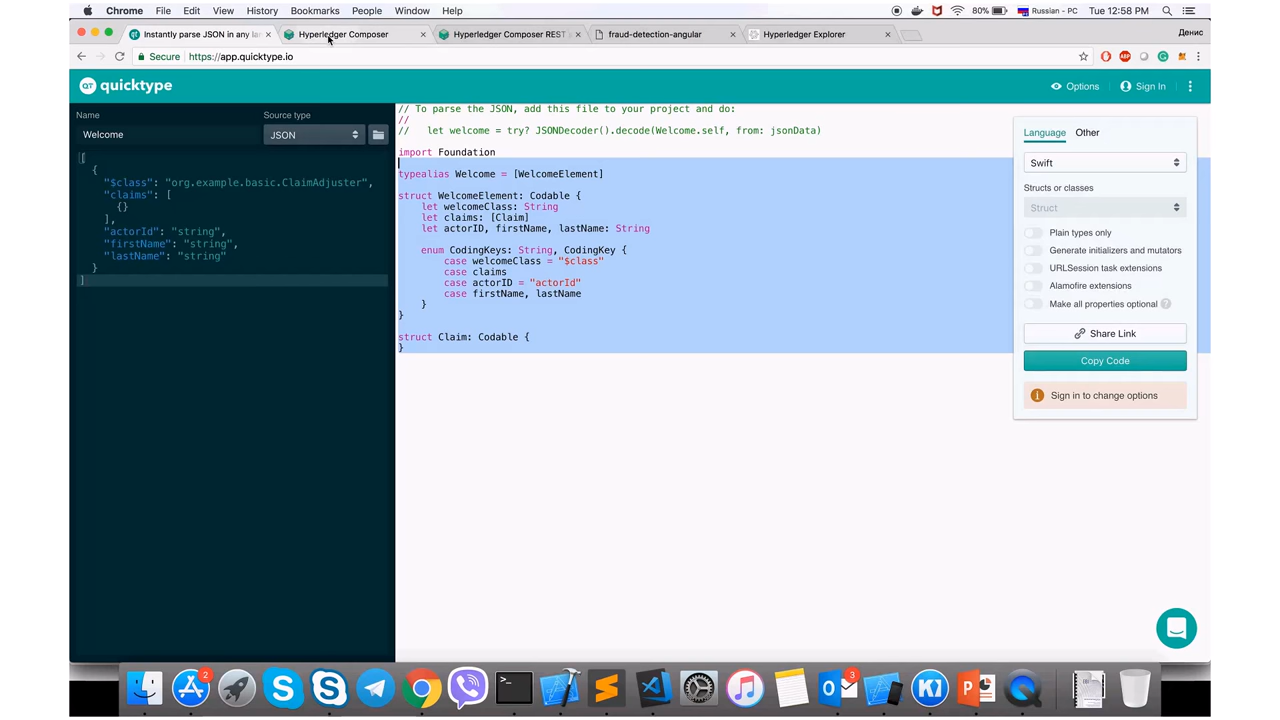 Chrome File Edit View History Bookmarks People Window Help 80% Russian - PC Tue 12:58 PM
Instantly parse JSON in any lan Hyperledger Composer Hyperledger Composer REST s fraud-detection-angular Hyperledger Explorer Денис
Secure https://app.quicktype.io
QT quicktype Options Sign In
Name Source type
Welcome JSON
[
{
"$class": "org.example.basic.ClaimAdjuster",
"claims": [
{}
],
"actorId": "string",
"firstName": "string",
"lastName": "string"
}
]
// To parse the JSON, add this file to your project and do:
//
// let welcome = try? JSONDecoder().decode(Welcome.self, from: jsonData)
import Foundation
typealias Welcome = [WelcomeElement]
struct WelcomeElement: Codable {
let welcomeClass: String
let claims: [Claim]
let actorID, firstName, lastName: String
enum CodingKeys: String, CodingKey {
case welcomeClass = "$class"
case claims
case actorID = "actorId"
case firstName, lastName
}
}
struct Claim: Codable {
}
Language Other
Swift
Structs or classes
Struct
Plain types only
Generate initializers and mutators
URLSession task extensions
Alamofire extensions
Make all properties optional ?
Share Link
Copy Code
Sign in to change options
2
3